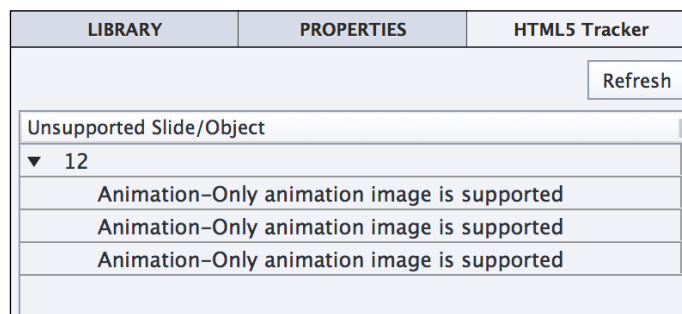 LIBRARY PROPERTIES HTML5 Tracker
Refresh
Unsupported Slide/Object
12
Animation-Only animation image is supported
Animation-Only animation image is supported
Animation-Only animation image is supported